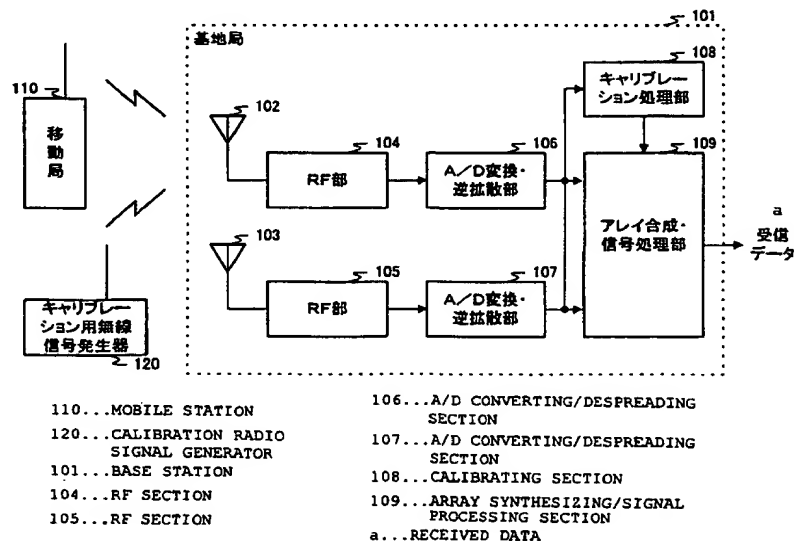 101
基地局
108
キャリブレー
ション処理部
110
移
動
局
102
104
RF部
106
A/D変換・
逆拡散部
109
アレイ合成・
信号処理部
a
受信
データ
103
105
RF部
107
A/D変換・
逆拡散部
キャリブレー
ション用無線
信号発生器
120
110...MOBILE STATION
120...CALIBRATION RADIO
SIGNAL GENERATOR
101...BASE STATION
104...RF SECTION
105...RF SECTION
106...A/D CONVERTING/DESPREADING
SECTION
107...A/D CONVERTING/DESPREADING
SECTION
108...CALIBRATING SECTION
109...ARRAY SYNTHESIZING/SIGNAL
PROCESSING SECTION
a...RECEIVED DATA